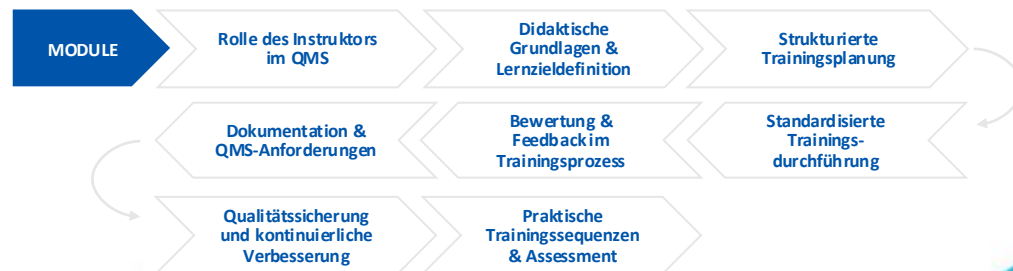 MODULE
Rolle des Instruktors
im QMS
Didaktische
Grundlagen &
Lernzieldefinition
Strukturierte
Trainingsplanung
Standardisierte
Trainings-
durchführung
Bewertung &
Feedback im
Trainingsprozess
Dokumentation &
QMS-Anforderungen
Qualitätssicherung
und kontinuierliche
Verbesserung
Praktische
Trainingssequenzen
& Assessment